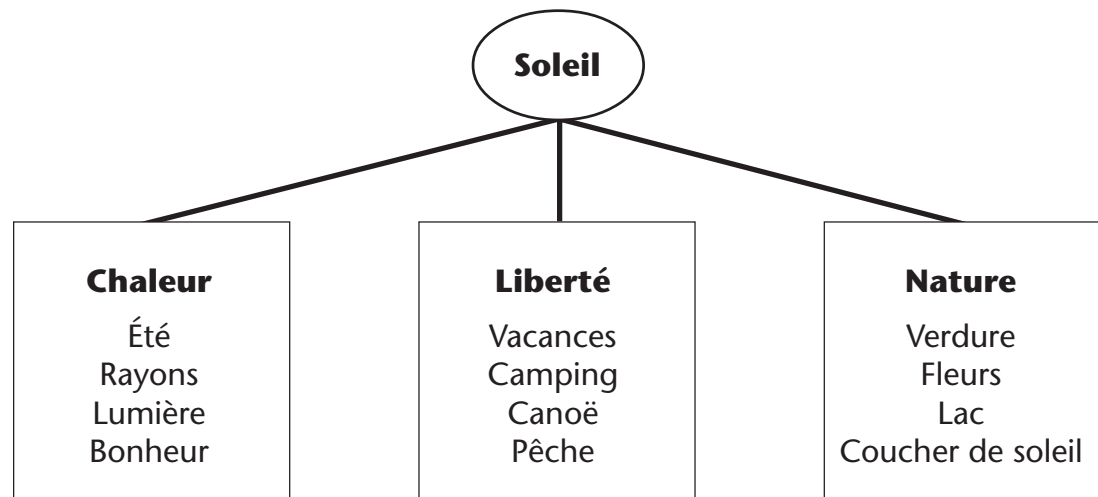 Soleil
Chaleur
Été
Rayons
Lumière
Bonheur
Liberté
Vacances
Camping
Canoë
Pêche
Nature
Verdure
Fleurs
Lac
Coucher de soleil